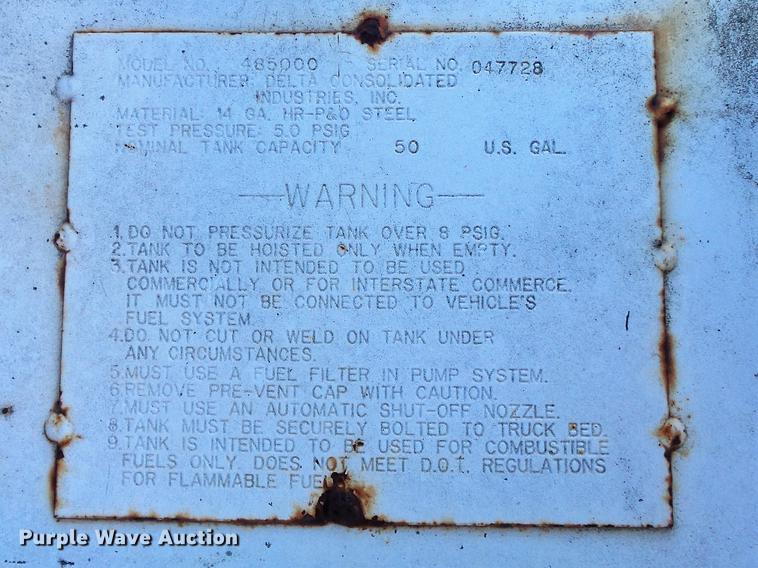 MODEL NO. 485000 SERIAL NO. 047728
MANUFACTURER: DELTA CONSOLIDATED
INDUSTRIES, INC.
MATERIAL: 14 GA. HR-P&O STEEL
TEST PRESSURE: 5.0 PSIG
NOMINAL TANK CAPACITY 50 U.S. GAL.
WARNING
1. DO NOT PRESSURIZE TANK OVER 8 PSIG.
2. TANK TO BE HOISTED ONLY WHEN EMPTY.
3. TANK IS NOT INTENDED TO BE USED
COMMERCIALLY OR FOR INTERSTATE COMMERCE.
IT MUST NOT BE CONNECTED TO VEHICLE'S
FUEL SYSTEM.
4. DO NOT CUT OR WELD ON TANK UNDER
ANY CIRCUMSTANCES.
5. MUST USE A FUEL FILTER IN PUMP SYSTEM.
6. REMOVE PRE-VENT CAP WITH CAUTION.
7. MUST USE AN AUTOMATIC SHUT-OFF NOZZLE.
8. TANK MUST BE SECURELY BOLTED TO TRUCK BED.
9. TANK IS INTENDED TO BE USED FOR COMBUSTIBLE
FUELS ONLY. DOES NOT MEET D.O.T. REGULATIONS
FOR FLAMMABLE
Purple Wave Auction